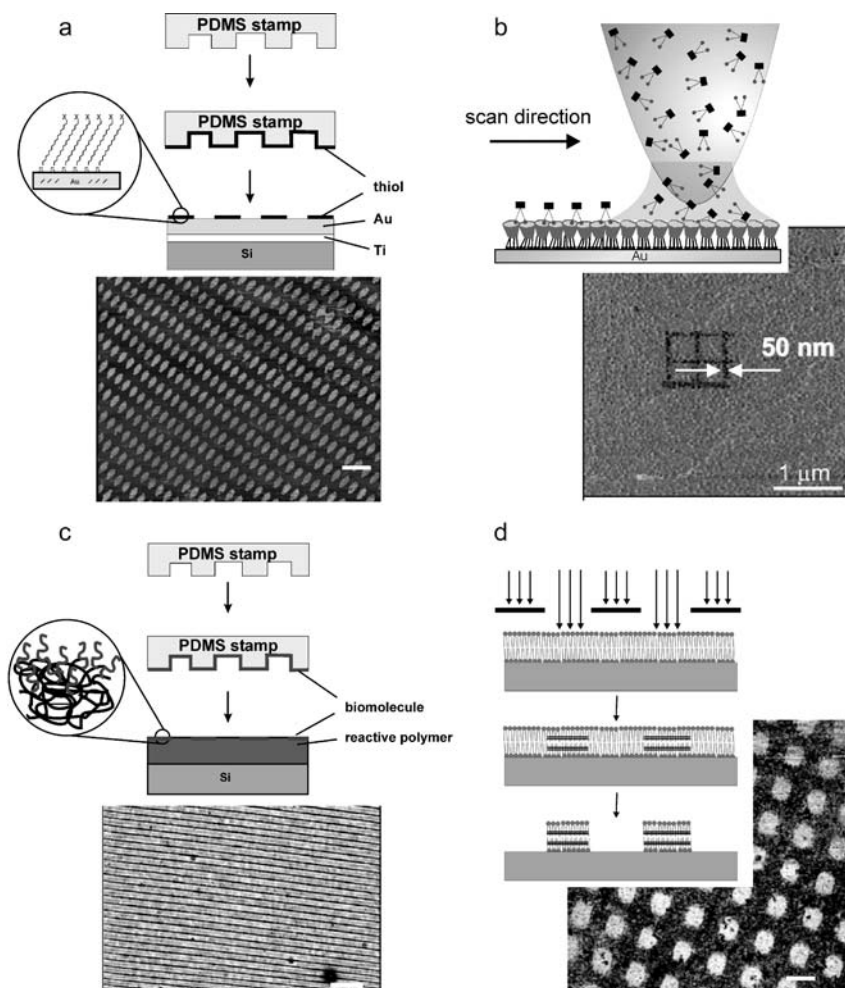 a
PDMS stamp
PDMS stamp
Au
thiol
Au
Ti
Si
b
scan direction
Au
50 nm
1 μm
c
PDMS stamp
PDMS stamp
biomolecule
reactive polymer
Si
d